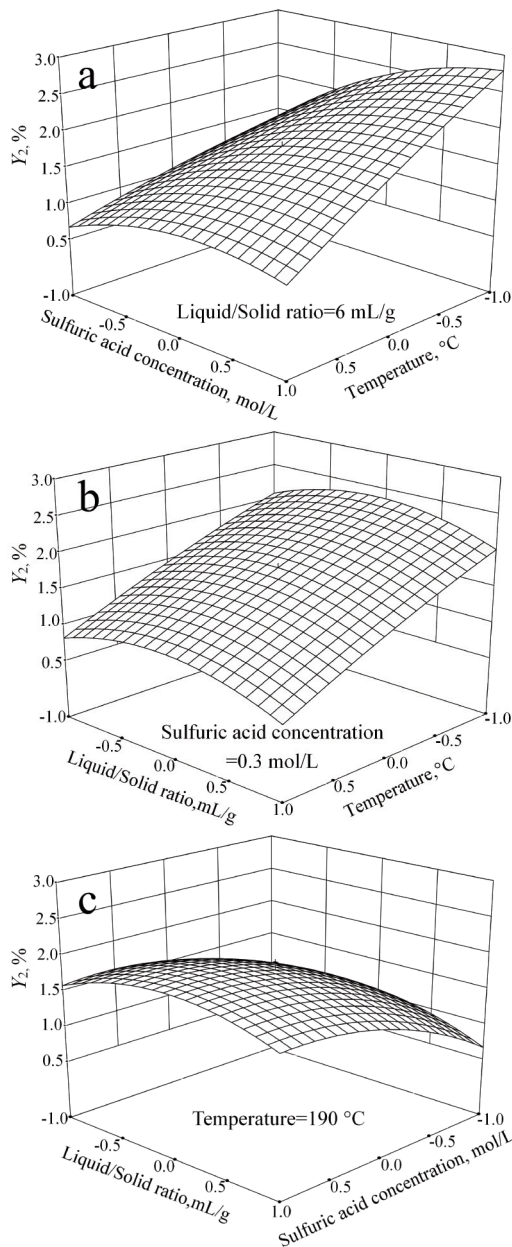 a
3.0
2.5
2.0
1.5
1.0
0.5
Y2, %
-1.0
-0.5
0.0
0.5
1.0
Sulfuric acid concentration, mol/L
Liquid/Solid ratio=6 mL/g
-1.0
-0.5
0.0
0.5
Temperature, °C
b
3.0
2.5
2.0
1.5
1.0
0.5
Y2, %
-1.0
-0.5
0.0
0.5
1.0
Liquid/Solid ratio,mL/g
Sulfuric acid concentration
=0.3 mol/L
-1.0
-0.5
0.0
0.5
Temperature,°C
c
3.0
2.5
2.0
1.5
1.0
0.5
Y2, %
-1.0
-0.5
0.0
0.5
1.0
Liquid/Solid ratio,mL/g
Temperature=190 °C
-1.0
-0.5
0.0
0.5
Sulfuric acid concentration, mol/L